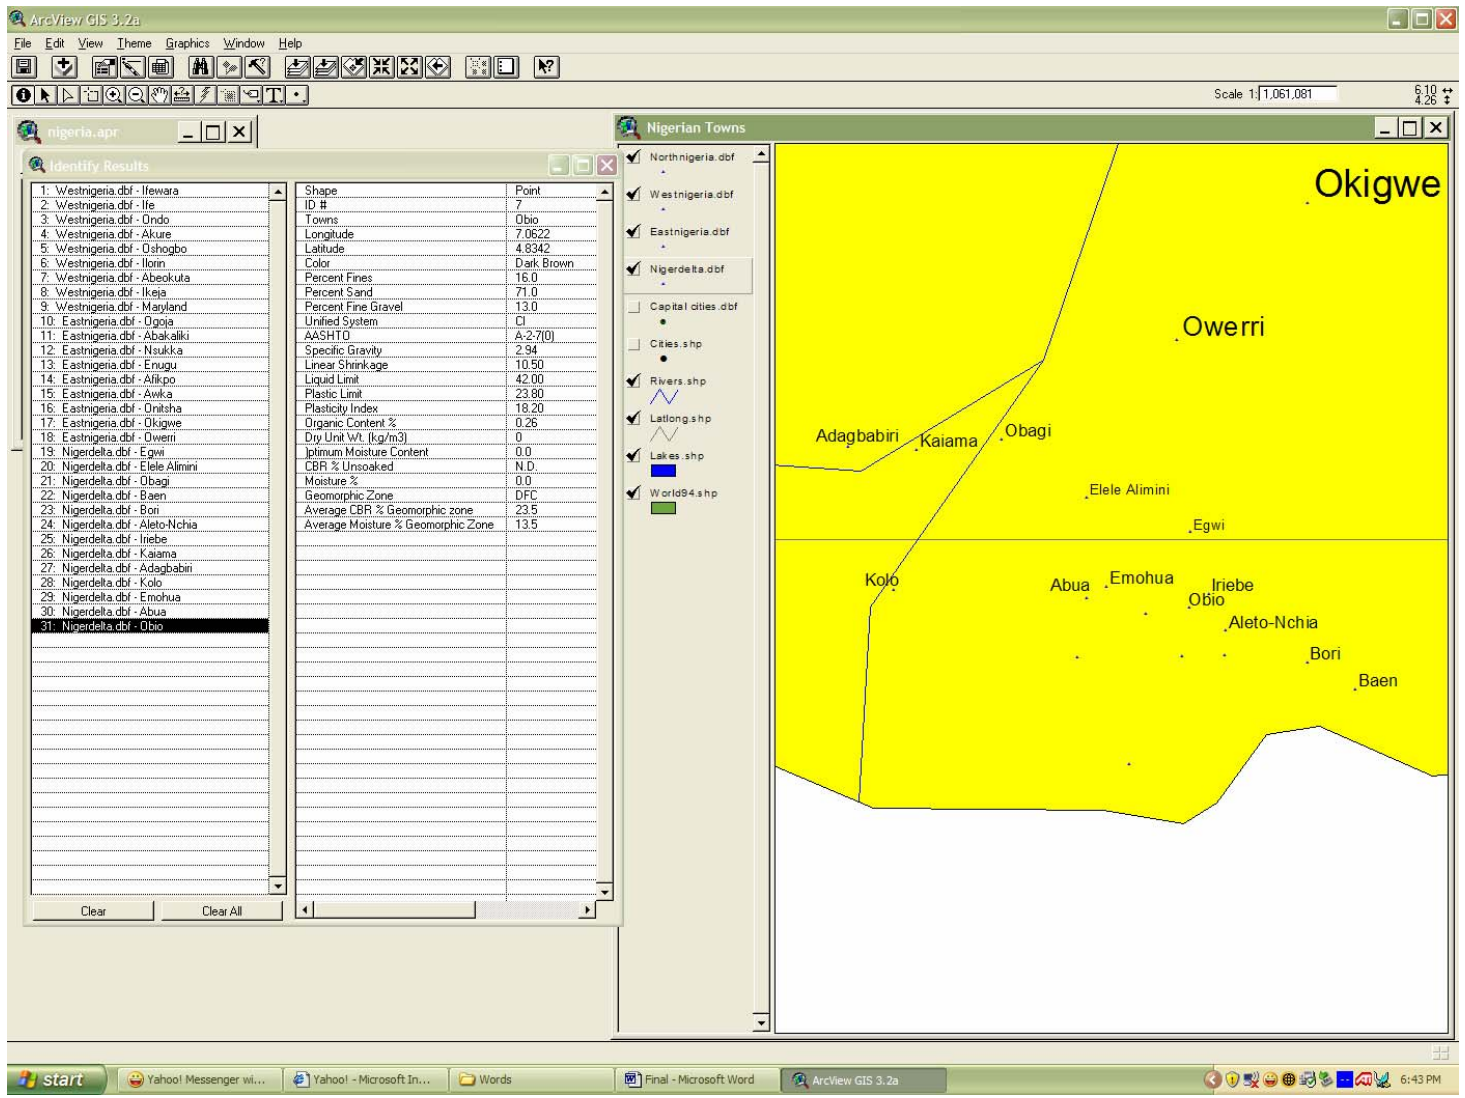 ArcView GIS 3.2a
File Edit View Theme Graphics Window Help
Scale 1: 1,061,081
6.10
4.26
nigeria.apr
Identify Results
1: Westnigeria.dbf - Ifewara
2: Westnigeria.dbf - Ife
3: Westnigeria.dbf - Ondo
4: Westnigeria.dbf - Akure
5: Westnigeria.dbf - Oshogbo
6: Westnigeria.dbf - Ilorin
7: Westnigeria.dbf - Abeokuta
8: Westnigeria.dbf - Ikeja
9: Westnigeria.dbf - Maryland
10: Eastnigeria.dbf - Ogoja
11: Eastnigeria.dbf - Abakaliki
12: Eastnigeria.dbf - Nsukka
13: Eastnigeria.dbf - Enugu
14: Eastnigeria.dbf - Afikpo
15: Eastnigeria.dbf - Awka
16: Eastnigeria.dbf - Onitsha
17: Eastnigeria.dbf - Okigwe
18: Eastnigeria.dbf - Owerri
19: Nigerdelta.dbf - Egwi
20: Nigerdelta.dbf - Elele Alimini
21: Nigerdelta.dbf - Obagi
22: Nigerdelta.dbf - Baen
23: Nigerdelta.dbf - Bori
24: Nigerdelta.dbf - Aleto-Nchia
25: Nigerdelta.dbf - Iriebe
26: Nigerdelta.dbf - Kaiama
27: Nigerdelta.dbf - Adagbabiri
28: Nigerdelta.dbf - Kolo
29: Nigerdelta.dbf - Emohua
30: Nigerdelta.dbf - Abua
31: Nigerdelta.dbf - Obio
Clear Clear All
Shape Point
ID # 7
Towns Obio
Longitude 7.0622
Latitude 4.8342
Color Dark Brown
Percent Fines 16.0
Percent Sand 71.0
Percent Fine Gravel 13.0
Unified System CI
AASHTO A-2-7(0)
Specific Gravity 2.94
Linear Shrinkage 10.50
Liquid Limit 42.00
Plastic Limit 23.80
Plasticity Index 18.20
Organic Content % 0.26
Dry Unit Wt. (kg/m3) 0
)ptimum Moisture Content 0.0
CBR % Unsoaked N.D.
Moisture % 0.0
Geomorphic Zone DFC
Average CBR % Geomorphic zone 23.5
Average Moisture % Geomorphic Zone 13.5
Nigerian Towns
Northnigeria.dbf
Westnigeria.dbf
Eastnigeria.dbf
Nigerdelta.dbf
Capital cities.dbf
Cities.shp
Rivers.shp
Latlong.shp
Lakes.shp
World94.shp
Okigwe
Owerri
Adagbabiri
Kaiama
Obagi
Elele Alimini
Egwi
Kolo
Abua
Emohua
Iriebe
Obio
Aleto-Nchia
Bori
Baen
start
Yahoo! Messenger wi...
Yahoo! - Microsoft In...
Words
Final - Microsoft Word
ArcView GIS 3.2a
6:43 PM